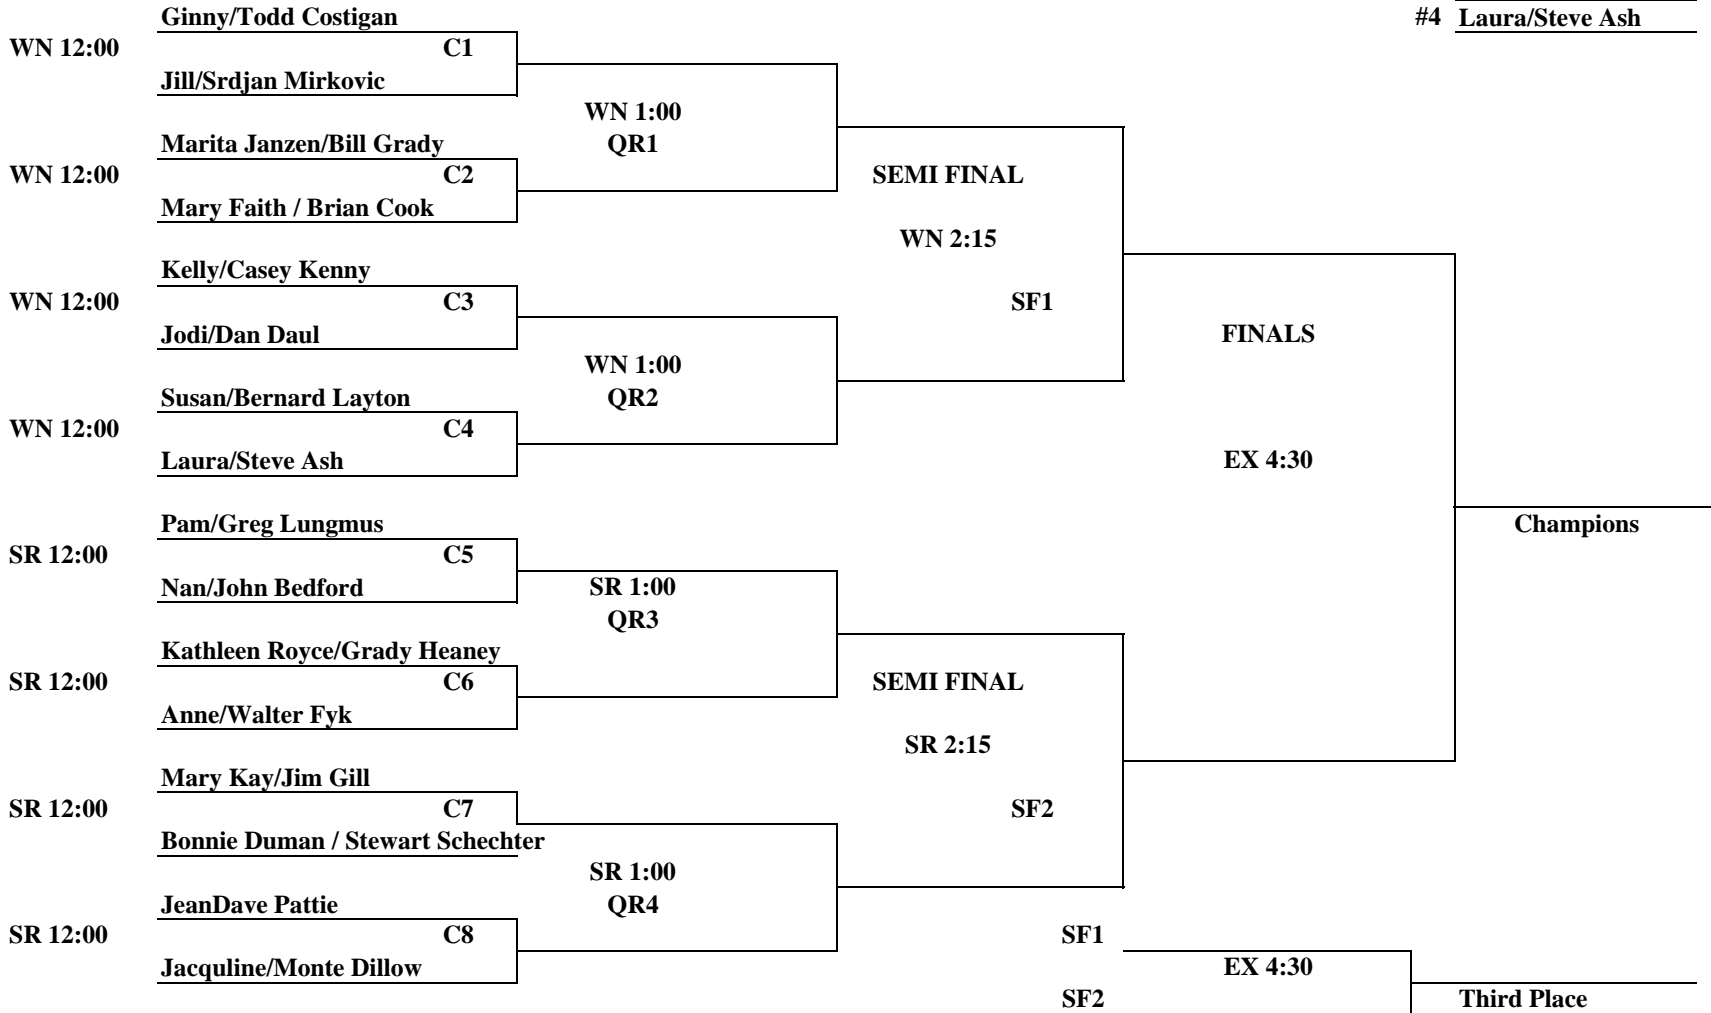 Ginny/Todd Costigan
#4 Laura/Steve Ash
WN 12:00 C1
Jill/Srdjan Mirkovic
WN 1:00
Marita Janzen/Bill Grady QR1
WN 12:00 C2 SEMI FINAL
Mary Faith / Brian Cook
WN 2:15
Kelly/Casey Kenny
WN 12:00 C3 SF1
Jodi/Dan Daul FINALS
WN 1:00
Susan/Bernard Layton QR2
WN 12:00 C4
Laura/Steve Ash EX 4:30
Pam/Greg Lungmus Champions
SR 12:00 C5
Nan/John Bedford SR 1:00
QR3
Kathleen Royce/Grady Heaney
SR 12:00 C6 SEMI FINAL
Anne/Walter Fyk
SR 2:15
Mary Kay/Jim Gill
SR 12:00 C7 SF2
Bonnie Duman / Stewart Schechter
SR 1:00
JeanDave Pattie QR4
SR 12:00 C8 SF1
Jacquline/Monte Dillow EX 4:30
SF2 Third Place